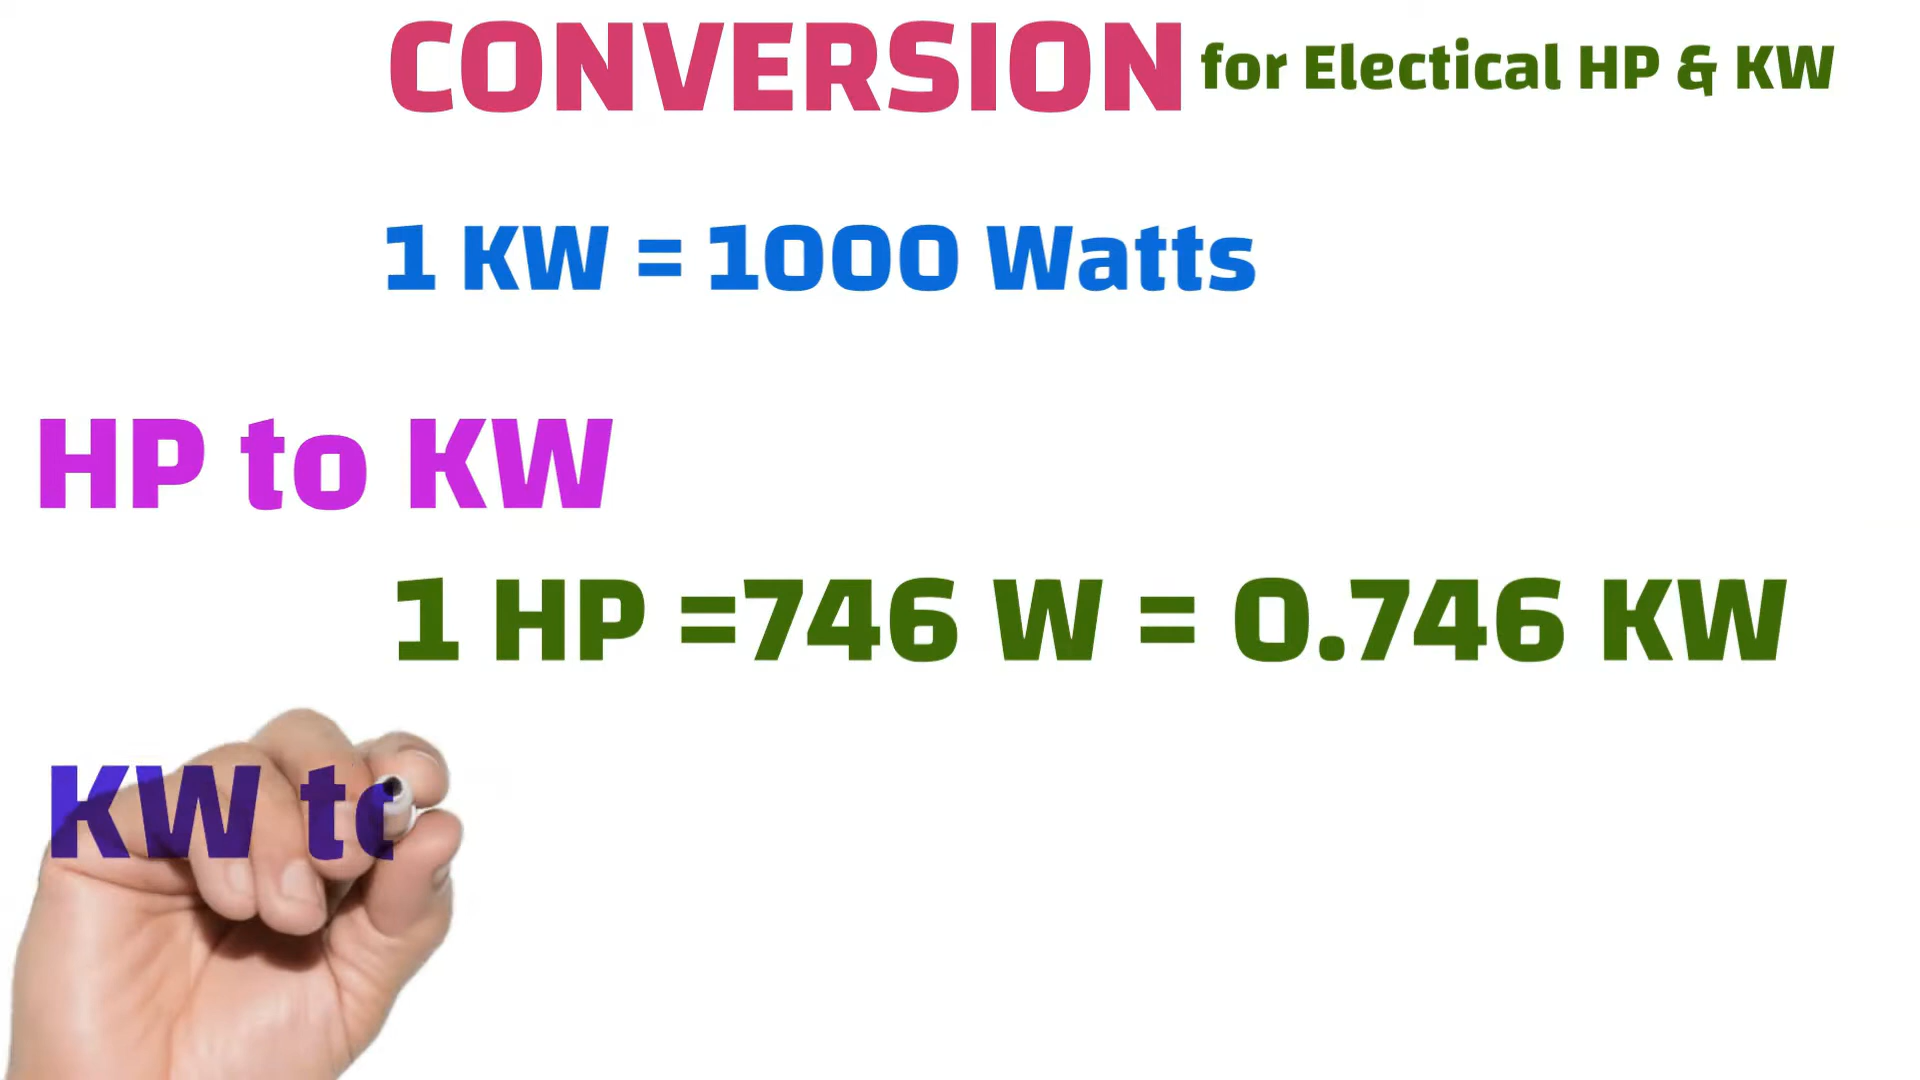 CONVERSION for Electical HP & KW
1 KW = 1000 Watts
HP to KW
1 HP =746 W = 0.746 KW
KW to